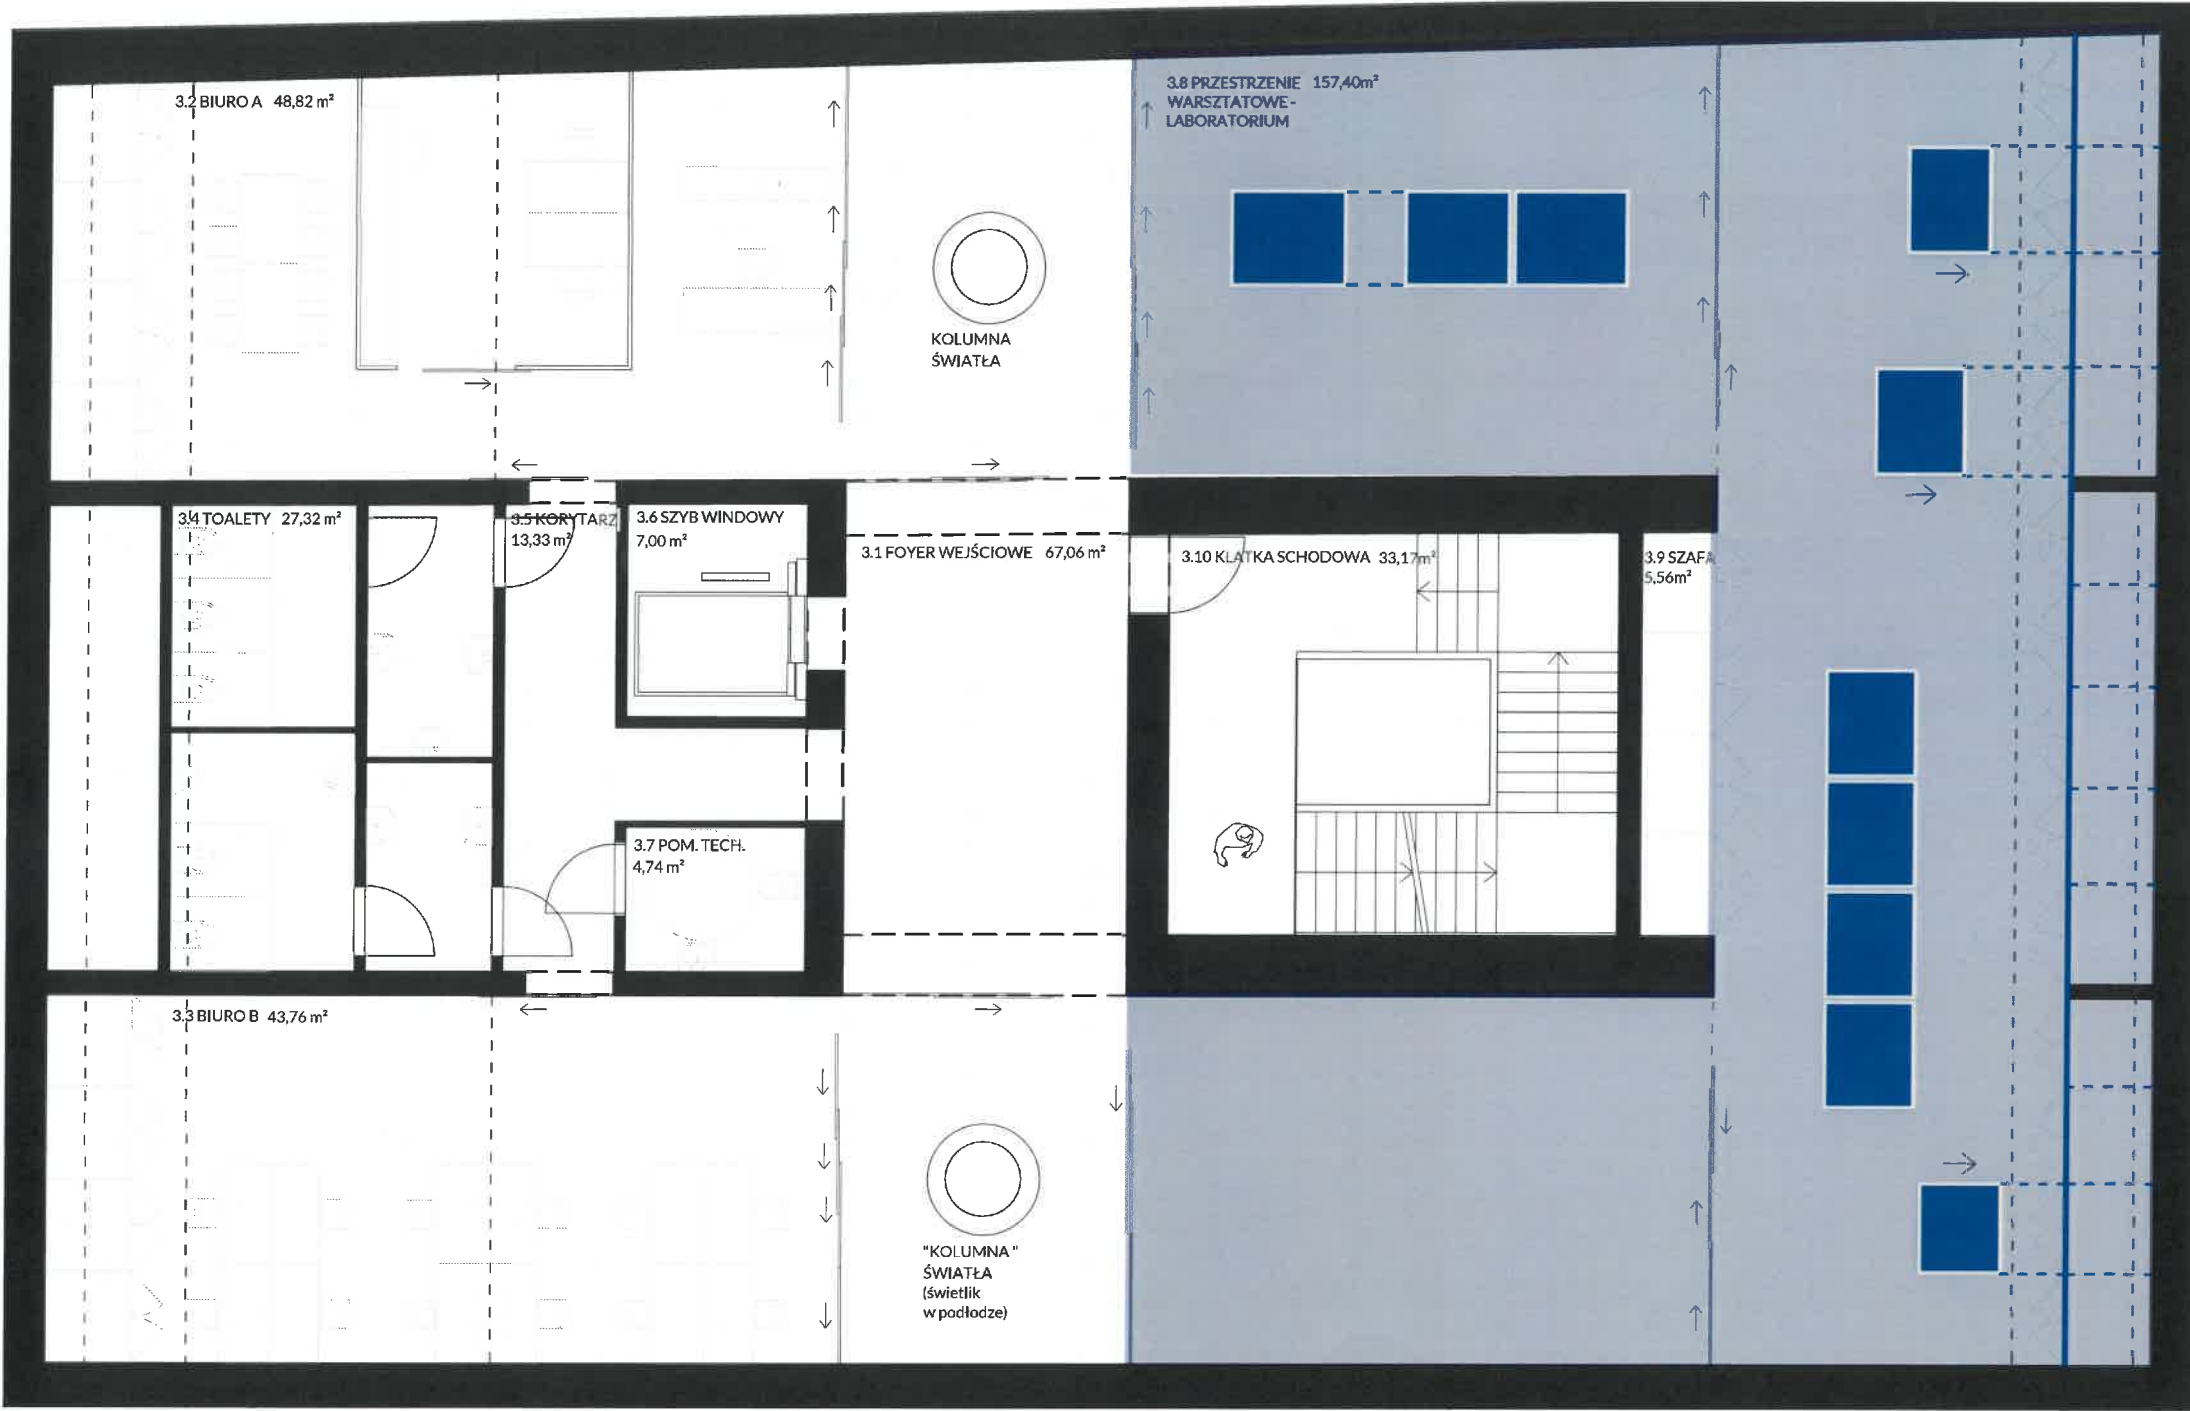 3.2 BIURO A 48,82 m²
3.8 PRZESTRZENIE 157,40m²
WARSZTATOWE-
LABORATORIUM
KOLUMNA
ŚWIATŁA
3.4 TOALETY 27,32 m²
3.5 KORYTARZ
13,33 m²
3.6 SZYB WINDOWY
7,00 m²
3.1 FOYER WEJŚCIOWE 67,06 m²
3.10 KLATKA SCHODOWA 33,17m²
3.9 SZAFA
5,56m²
3.7 POM. TECH.
4,74 m²
3.3 BIURO B 43,76 m²
"KOLUMNA"
ŚWIATŁA
(świetlik
w podłodze)